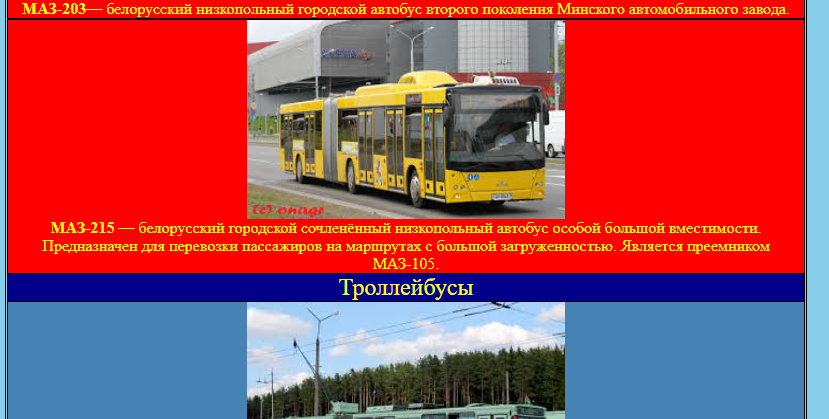 МАЗ-203— белорусский низкопольный городской автобус второго поколения Минского автомобильного завода.
(c) onage
МАЗ-215 — белорусский городской сочленённый низкопольный автобус особой большой вместимости.
Предназначен для перевозки пассажиров на маршрутах с большой загруженностью. Является преемником
МАЗ-105.
Троллейбусы